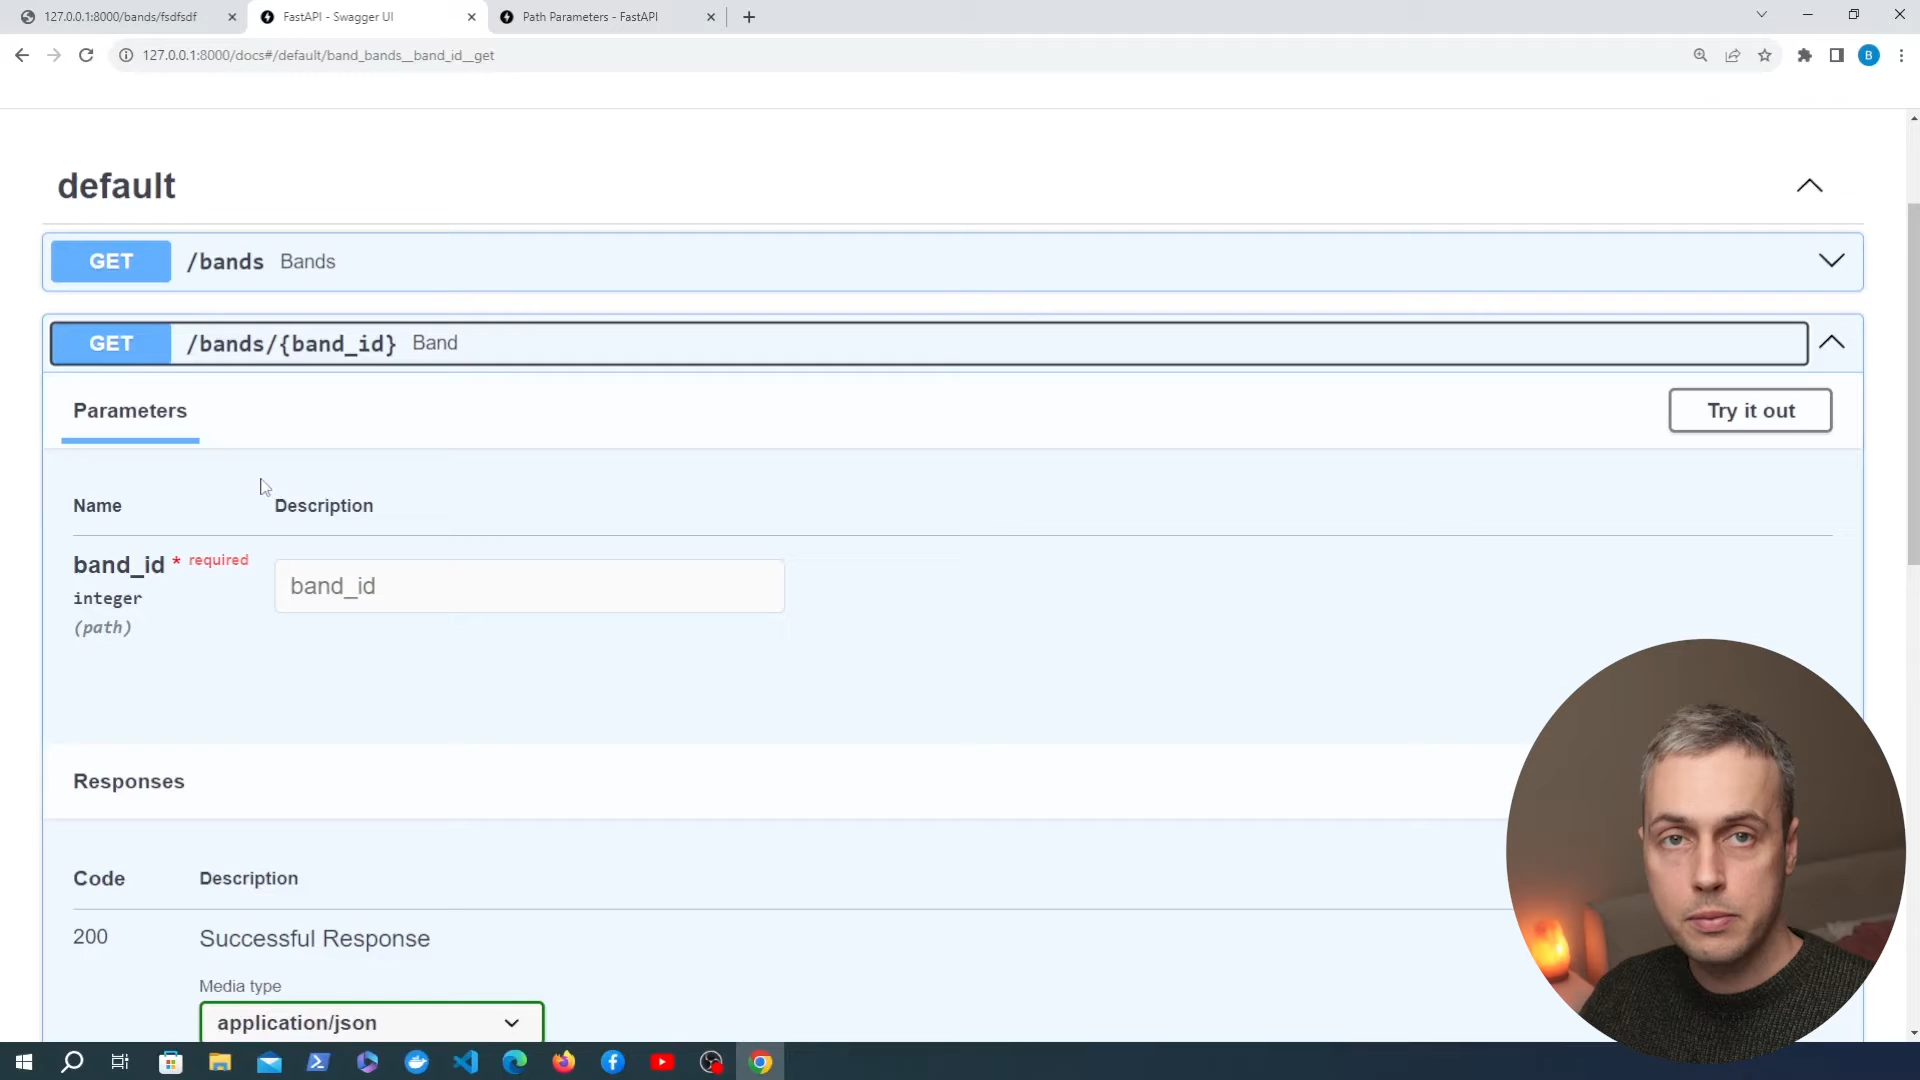 127.0.0.1:8000/bands/fsdfsdf
FastAPI - Swagger UI
Path Parameters - FastAPI
127.0.0.1:8000/docs#/default/band_bands__band_id__get
B
default
GET /bands Bands
GET /bands/{band_id} Band
Parameters
Try it out
Name
Description
band_id * required
integer
(path)
band_id
Responses
Code
Description
200
Successful Response
Media type
application/json